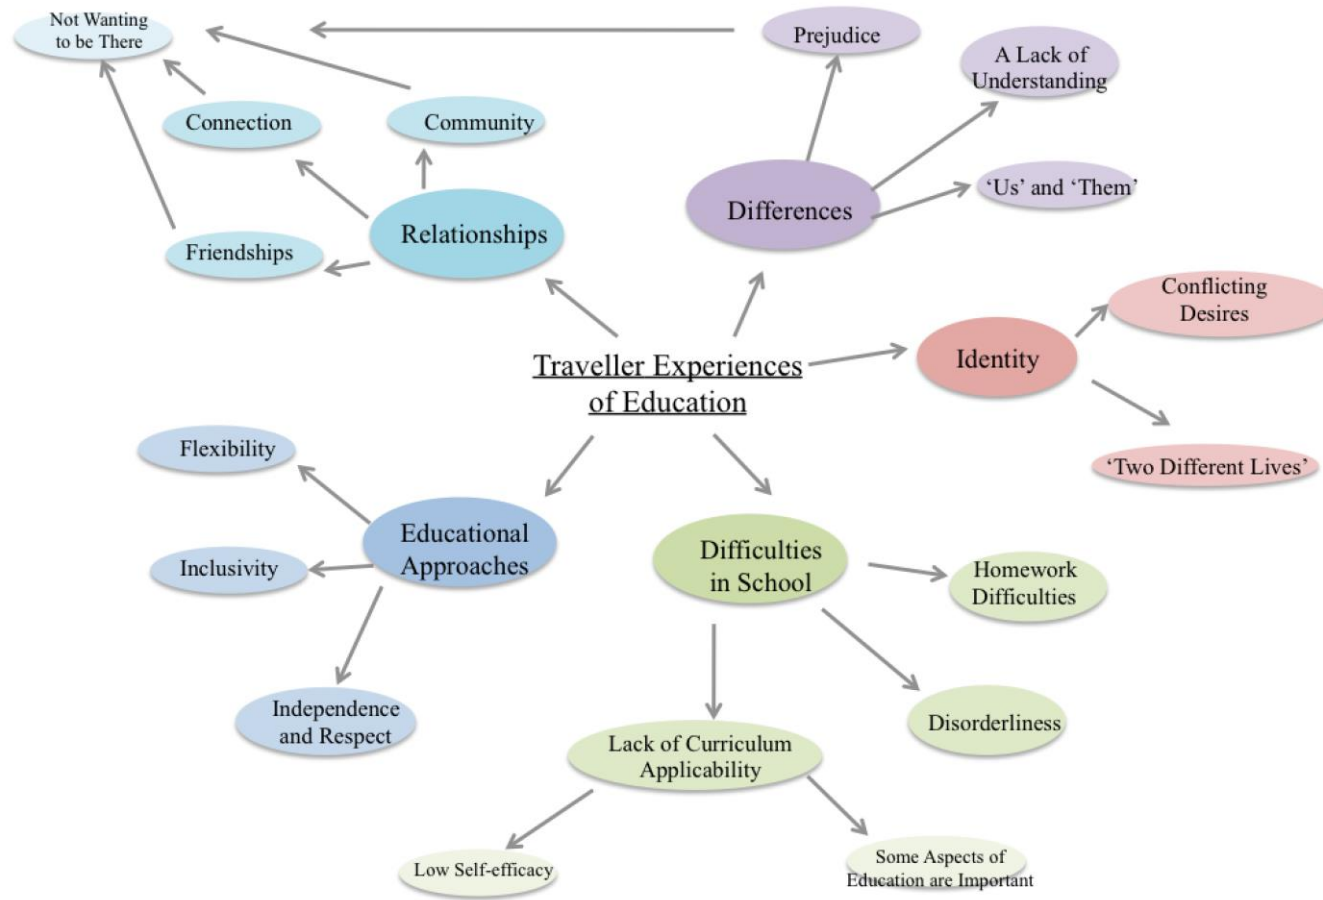 Not Wanting
to be There
Prejudice
A Lack of
Understanding
Connection
Community
‘Us’ and ‘Them’
Differences
Relationships
Friendships
Conflicting
Desires
Identity
Traveller Experiences
of Education
Flexibility
‘Two Different Lives’
Educational
Approaches
Difficulties
in School
Inclusivity
Homework
Difficulties
Independence
and Respect
Disorderliness
Lack of Curriculum
Applicability
Low Self-efficacy
Some Aspects of
Education are Important